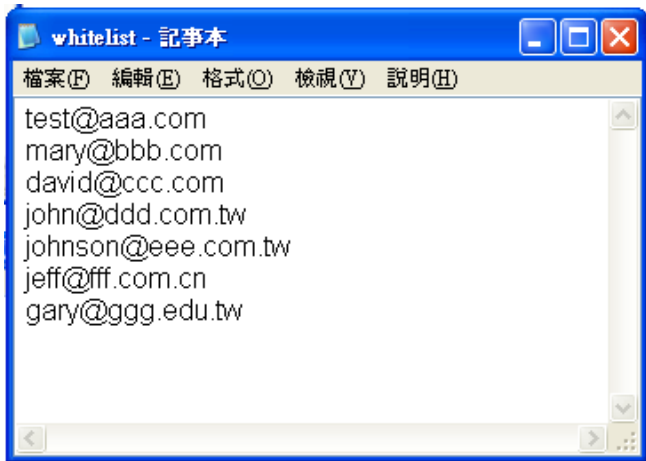 whitelist - 記事本
檔案(F) 編輯(E) 格式(O) 檢視(V) 說明(H)
test@aaa.com
mary@bbb.com
david@ccc.com
john@ddd.com.tw
johnson@eee.com.tw
jeff@fff.com.cn
gary@ggg.edu.tw